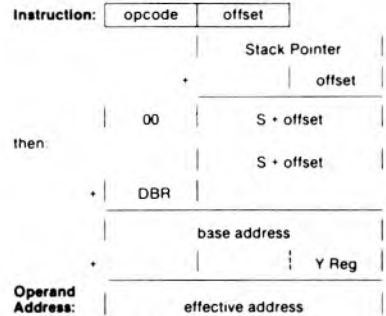 Instruction: opcode offset
Stack Pointer
+ offset
00 S + offset
then:
S + offset
+ DBR
base address
+ Y Reg
Operand
Address: effective address